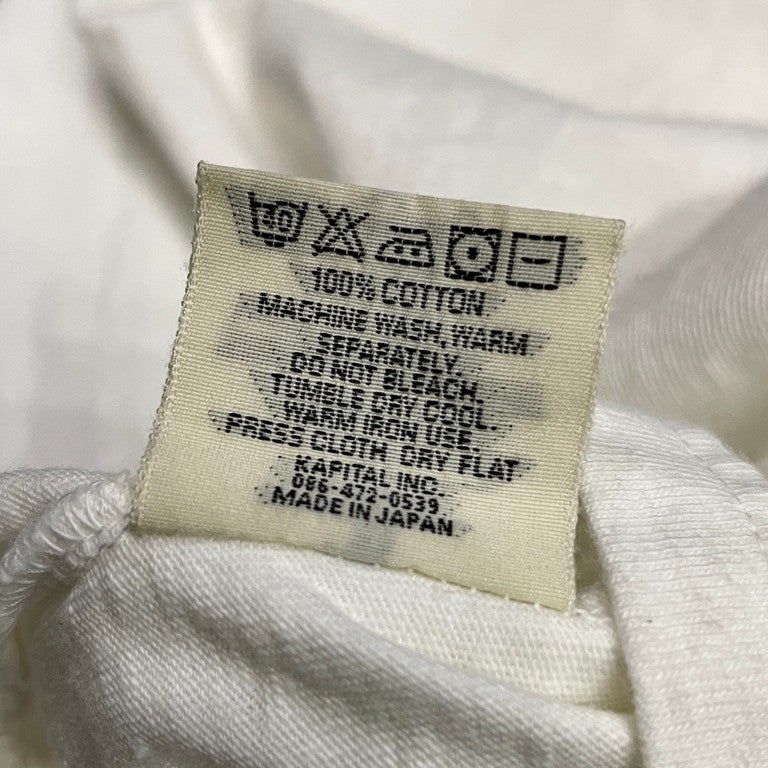 40
100% COTTON
MACHINE WASH, WARM
SEPARATELY.
DO NOT BLEACH.
TUMBLE DRY COOL.
WARM IRON USE
PRESS CLOTH DRY FLAT
KAPITAL INC.
086-472-0539
MADE IN JAPAN